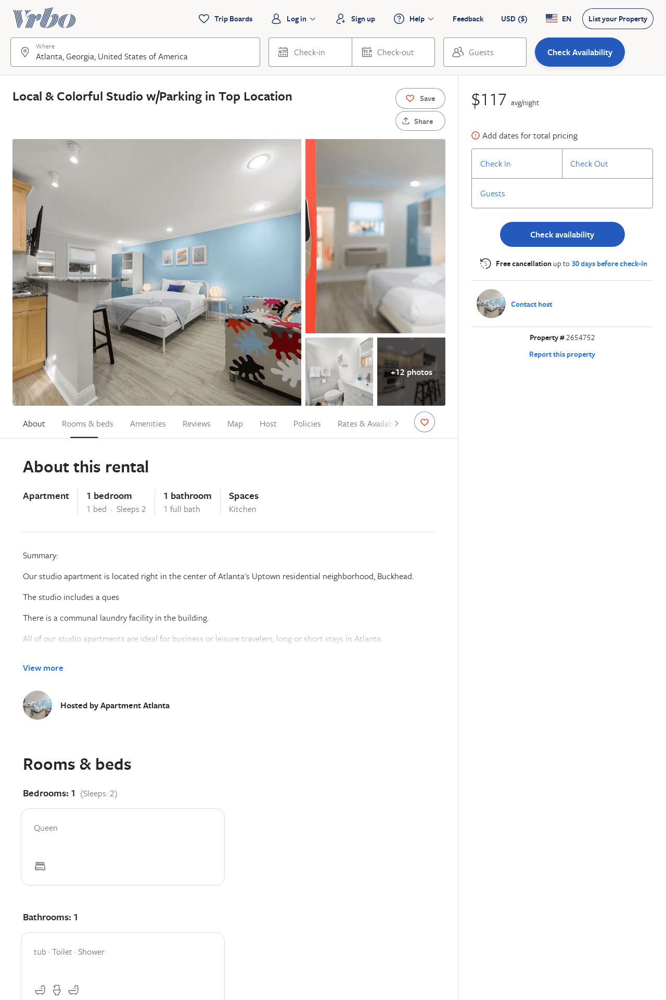 Vrbo
Trip Boards
Log in
Sign up
Help
Feedback
USD ($)
EN
List your Property
Where
Atlanta, Georgia, United States of America
Check-in
Check-out
Guests
Check Availability
Local & Colorful Studio w/Parking in Top Location
Save
Share
+12 photos
$117 avg/night
Add dates for total pricing
Check In
Check Out
Guests
Check availability
Free cancellation up to 30 days before check-in
Contact host
Property # 2654752
Report this property
About
Rooms & beds
Amenities
Reviews
Map
Host
Policies
Rates & Availab
About this rental
Apartment
1 bedroom
1 bed · Sleeps 2
1 bathroom
1 full bath
Spaces
Kitchen
Summary:
Our studio apartment is located right in the center of Atlanta's Uptown residential neighborhood, Buckhead.
The studio includes a ques
There is a communal laundry facility in the building.
All of our studio apartments are ideal for business or leisure travelers, long or short stays in Atlanta.
View more
Hosted by Apartment Atlanta
Rooms & beds
Bedrooms: 1 (Sleeps: 2)
Queen
Bathrooms: 1
tub · Toilet · Shower